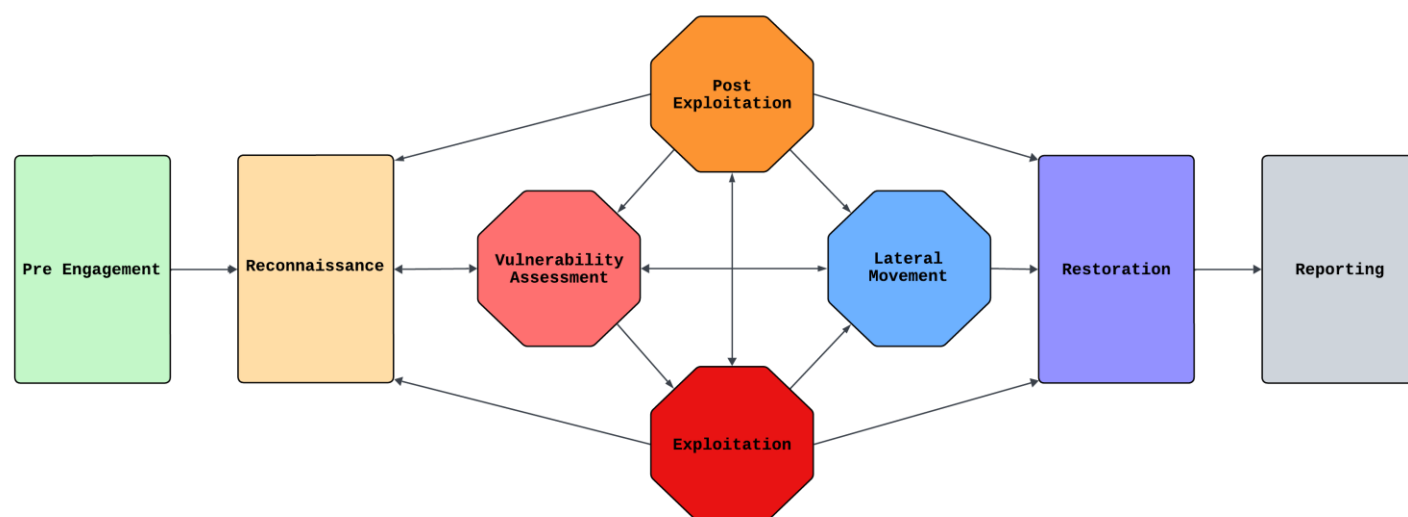 Post
Exploitation
Pre Engagement
Reconnaissance
Vulnerability
Assessment
Lateral
Movement
Restoration
Reporting
Exploitation